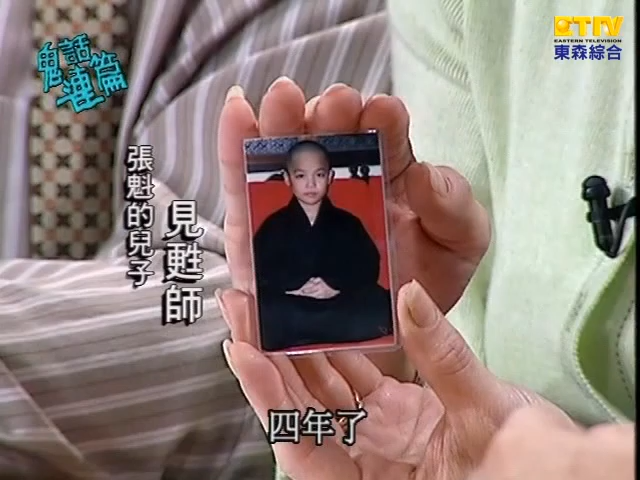 鬼話連篇
ETTV
EASTERN TELEVISION
東森綜合
張魁的兒子
見甦師
四年了